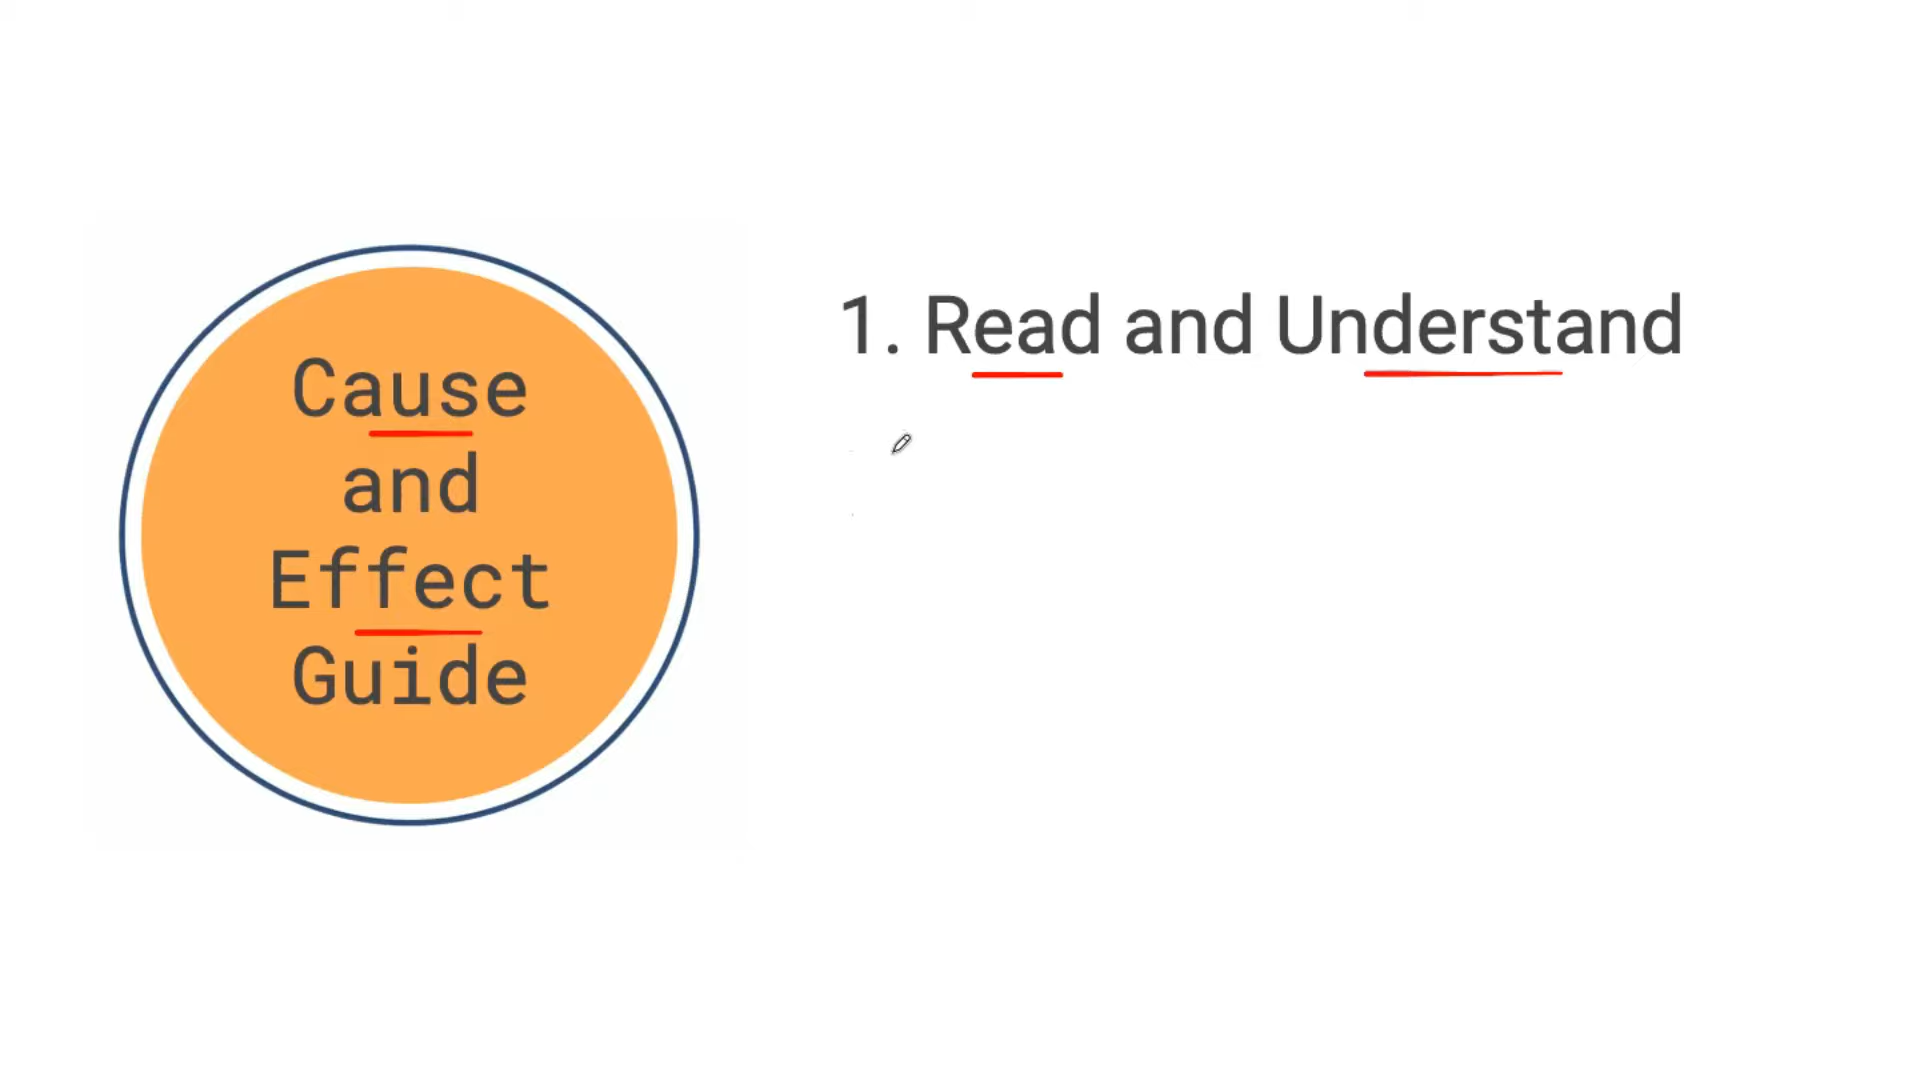 Cause
and
Effect
Guide
1. Read and Understand